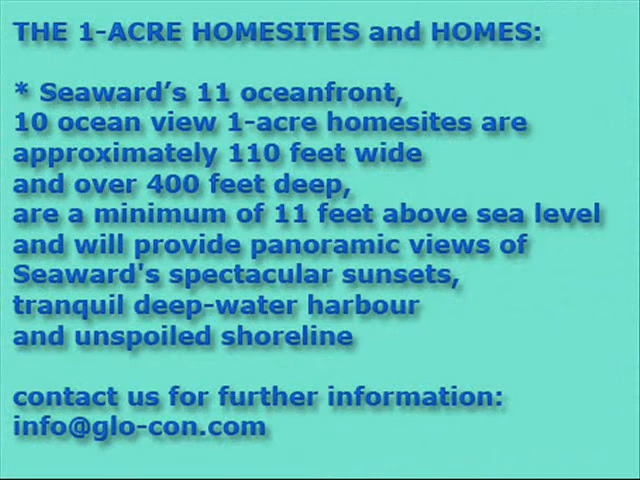 THE 1-ACRE HOMESITES and HOMES:
* Seaward’s 11 oceanfront,
10 ocean view 1-acre homesites are
approximately 110 feet wide
and over 400 feet deep,
are a minimum of 11 feet above sea level
and will provide panoramic views of
Seaward's spectacular sunsets,
tranquil deep-water harbour
and unspoiled shoreline
contact us for further information:
info@glo-con.com